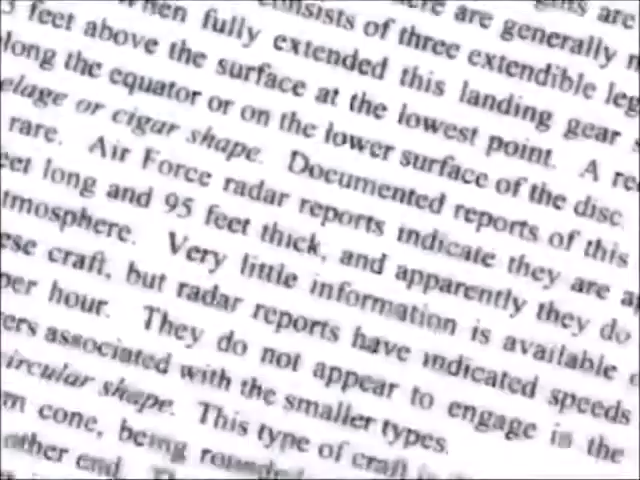 are generally
nsists of three extendible leg
When fully extended this landing gear
feet above the surface at the lowest point. A re
long the equator or on the lower surface of the disc.
elage or cigar shape. Documented reports of this
rare. Air Force radar reports indicate they are a
eet long and 95 feet thick, and apparently they do
tmosphere. Very little information is available
ese craft, but radar reports have indicated speeds
per hour. They do not appear to engage in the
ers associated with the smaller types.
circular shape. This type of craft
m cone, being rounded
other end.